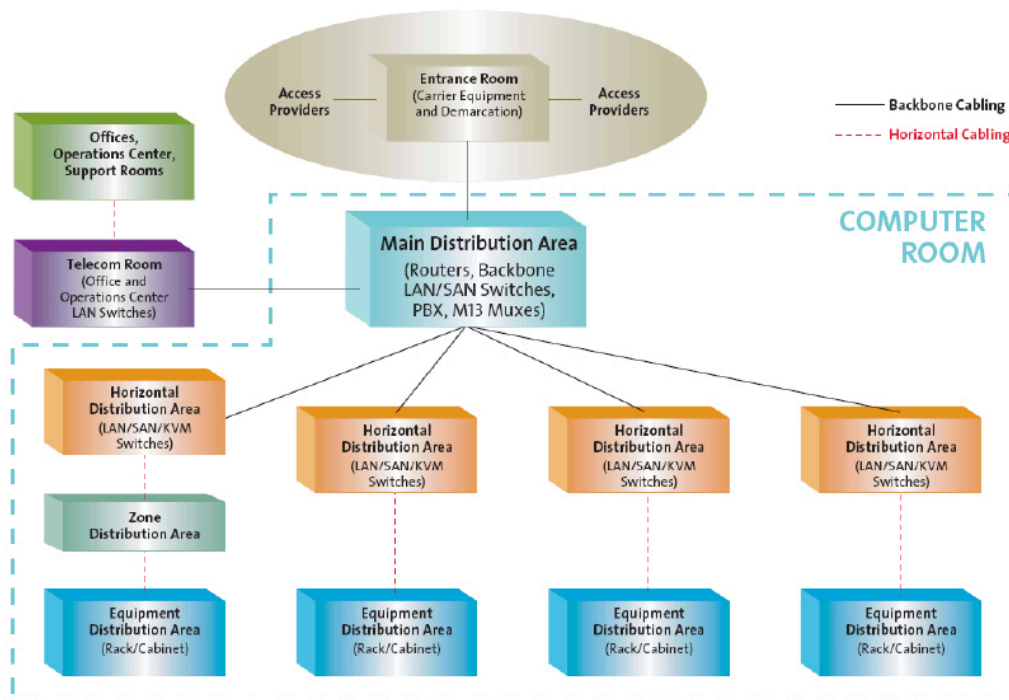 Entrance Room
(Carrier Equipment
and Demarcation)
Access
Providers
Access
Providers
Backbone Cabling
Horizontal Cabling
Offices,
Operations Center,
Support Rooms
COMPUTER
ROOM
Telecom Room
(Office and
Operations Center
LAN Switches)
Main Distribution Area
(Routers, Backbone
LAN/SAN Switches,
PBX, M13 Muxes)
Horizontal
Distribution Area
(LAN/SAN/KVM
Switches)
Horizontal
Distribution Area
(LAN/SAN/KVM
Switches)
Horizontal
Distribution Area
(LAN/SAN/KVM
Switches)
Horizontal
Distribution Area
(LAN/SAN/KVM
Switches)
Zone
Distribution Area
Equipment
Distribution Area
(Rack/Cabinet)
Equipment
Distribution Area
(Rack/Cabinet)
Equipment
Distribution Area
(Rack/Cabinet)
Equipment
Distribution Area
(Rack/Cabinet)